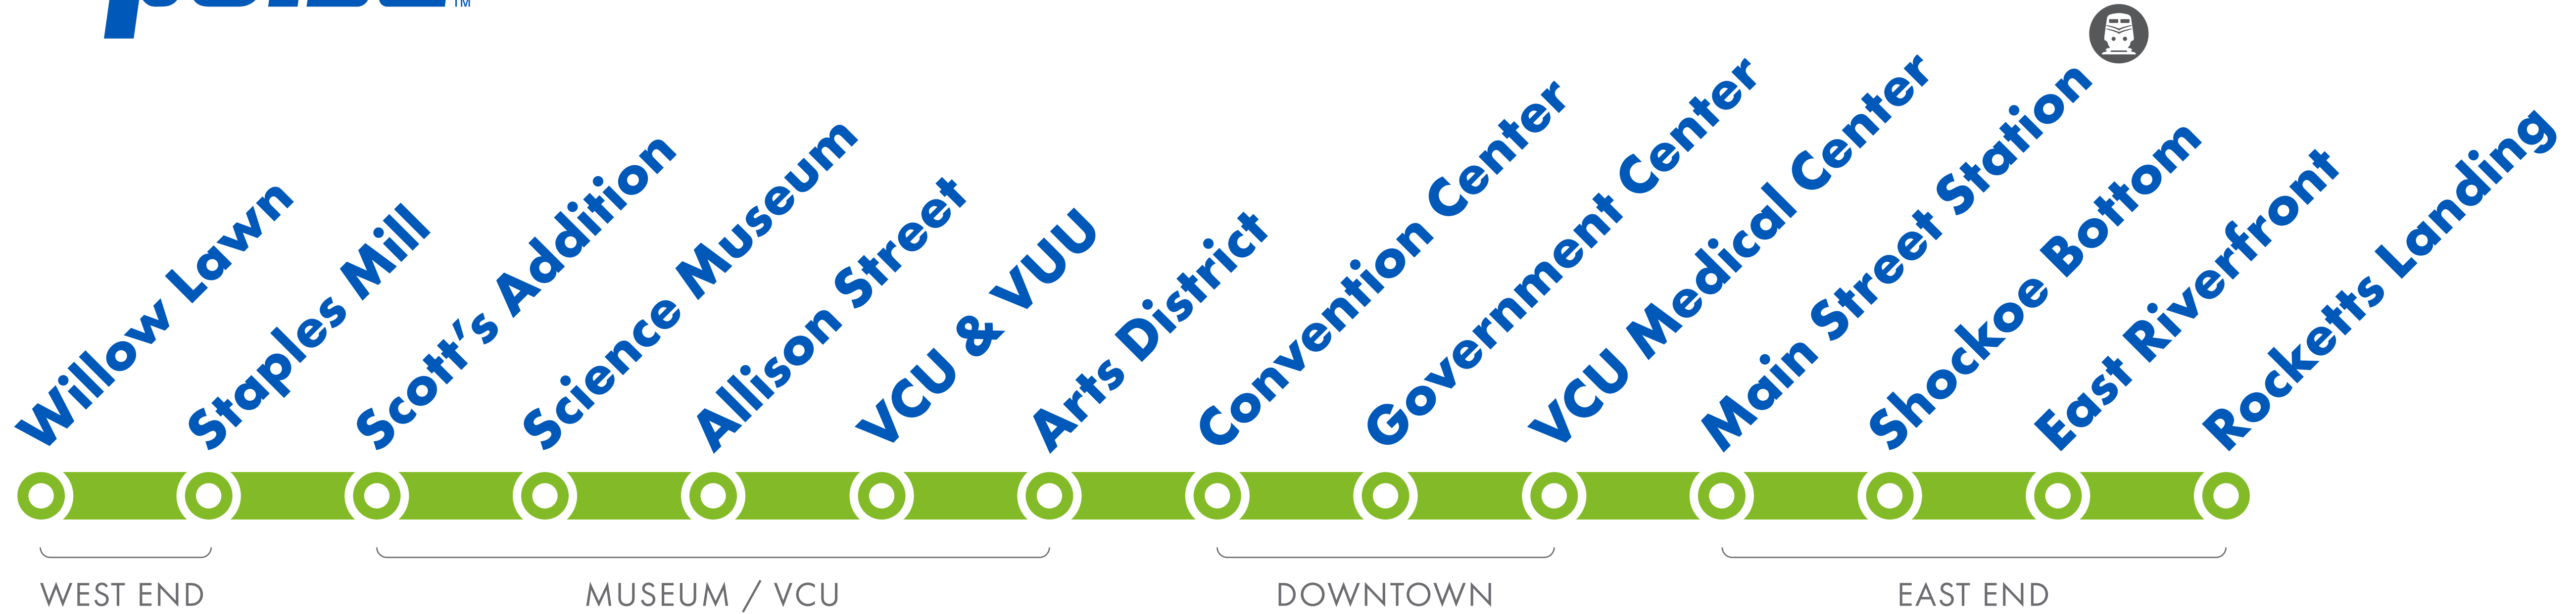 TM
Willow Lawn
Staples Mill
Scott’s Addition
Science Museum
Allison Street
VCU & VUU
Arts District
Convention Center
Government Center
VCU Medical Center
Main Street Station
Shockoe Bottom
East Riverfront
Rocketts Landing
WEST END
MUSEUM / VCU
DOWNTOWN
EAST END